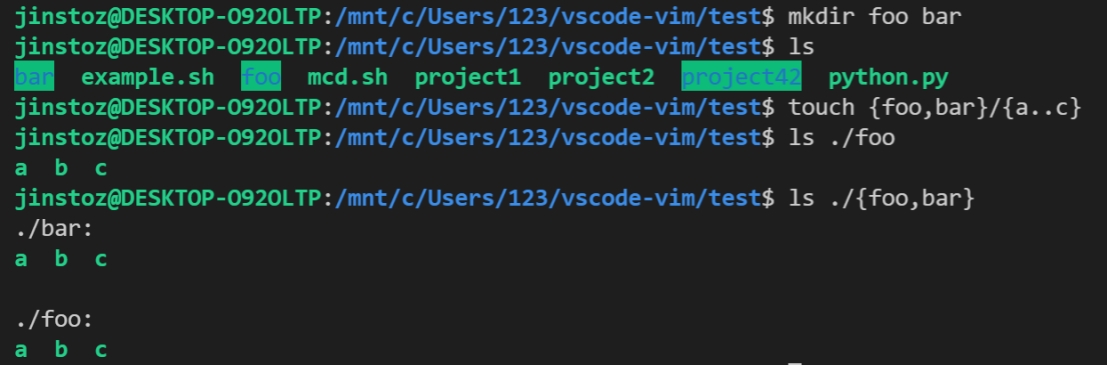 jinstoz@DESKTOP-O92OLTP:/mnt/c/Users/123/vscode-vim/test$ mkdir foo bar
jinstoz@DESKTOP-O92OLTP:/mnt/c/Users/123/vscode-vim/test$ ls
bar  example.sh  foo  mcd.sh  project1  project2  project42  python.py
jinstoz@DESKTOP-O92OLTP:/mnt/c/Users/123/vscode-vim/test$ touch {foo,bar}/{a..c}
jinstoz@DESKTOP-O92OLTP:/mnt/c/Users/123/vscode-vim/test$ ls ./foo
a  b  c
jinstoz@DESKTOP-O92OLTP:/mnt/c/Users/123/vscode-vim/test$ ls ./{foo,bar}
./bar:
a  b  c
./foo:
a  b  c